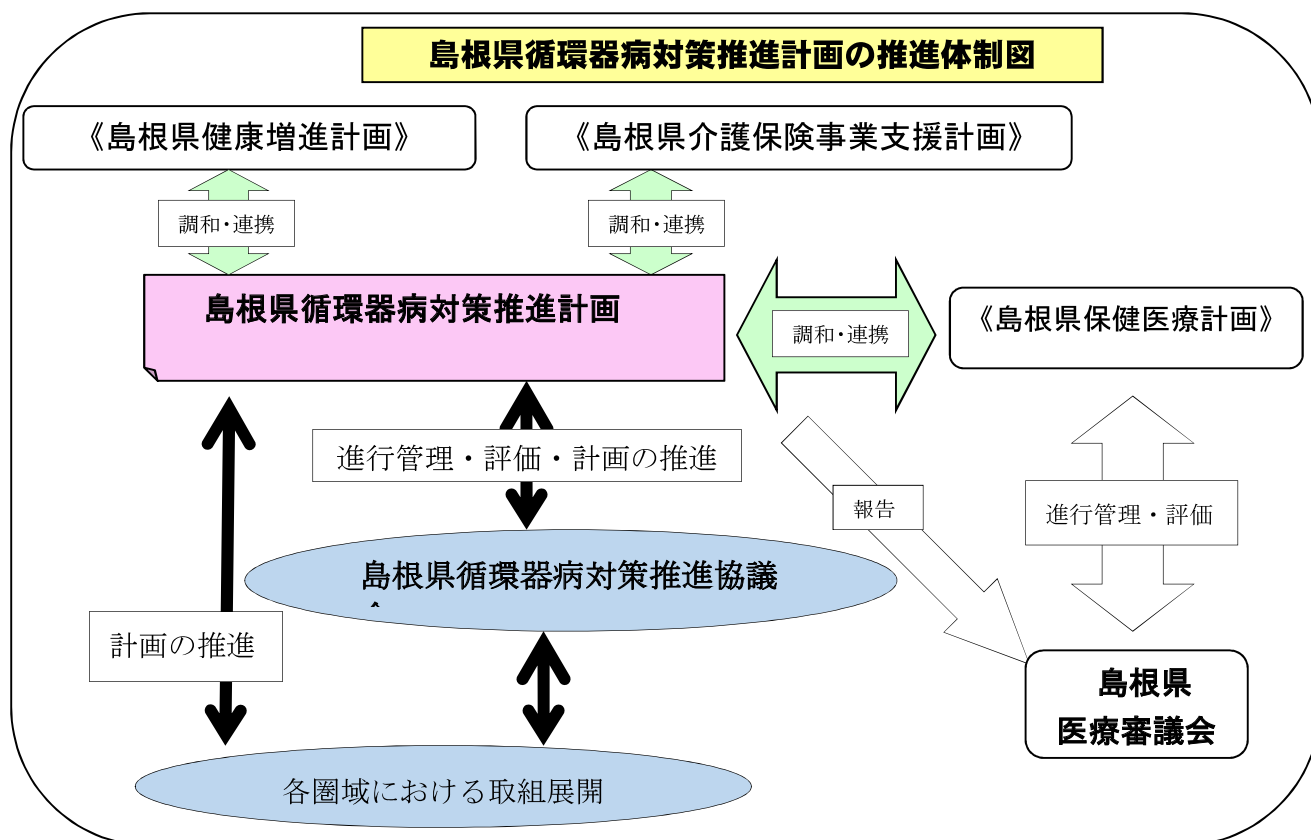 島根県循環器病対策推進計画の推進体制図
《島根県健康増進計画》
《島根県介護保険事業支援計画》
調和・連携
調和・連携
島根県循環器病対策推進計画
調和・連携
《島根県保健医療計画》
進行管理・評価・計画の推進
報告
進行管理・評価
島根県循環器病対策推進協議
計画の推進
島根県
医療審議会
各圏域における取組展開